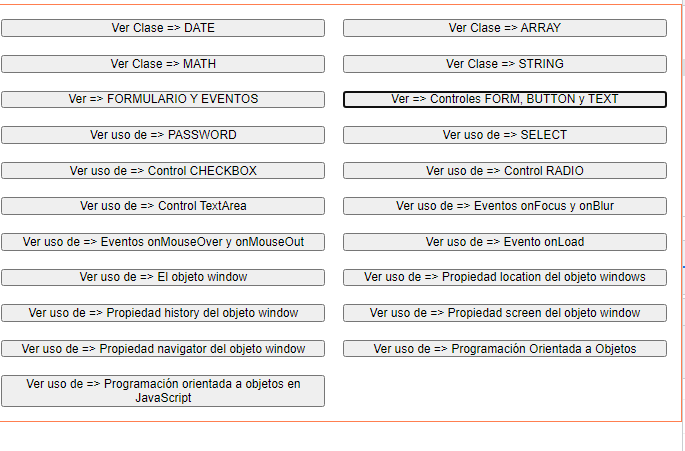 Ver Clase => DATE
Ver Clase => ARRAY
Ver Clase => MATH
Ver Clase => STRING
Ver => FORMULARIO Y EVENTOS
Ver => Controles FORM, BUTTON y TEXT
Ver uso de => PASSWORD
Ver uso de => SELECT
Ver uso de => Control CHECKBOX
Ver uso de => Control RADIO
Ver uso de => Control TextArea
Ver uso de => Eventos onFocus y onBlur
Ver uso de => Eventos onMouseOver y onMouseOut
Ver uso de => Evento onLoad
Ver uso de => El objeto window
Ver uso de => Propiedad location del objeto windows
Ver uso de => Propiedad history del objeto window
Ver uso de => Propiedad screen del objeto window
Ver uso de => Propiedad navigator del objeto window
Ver uso de => Programación Orientada a Objetos
Ver uso de => Programación orientada a objetos en
JavaScript